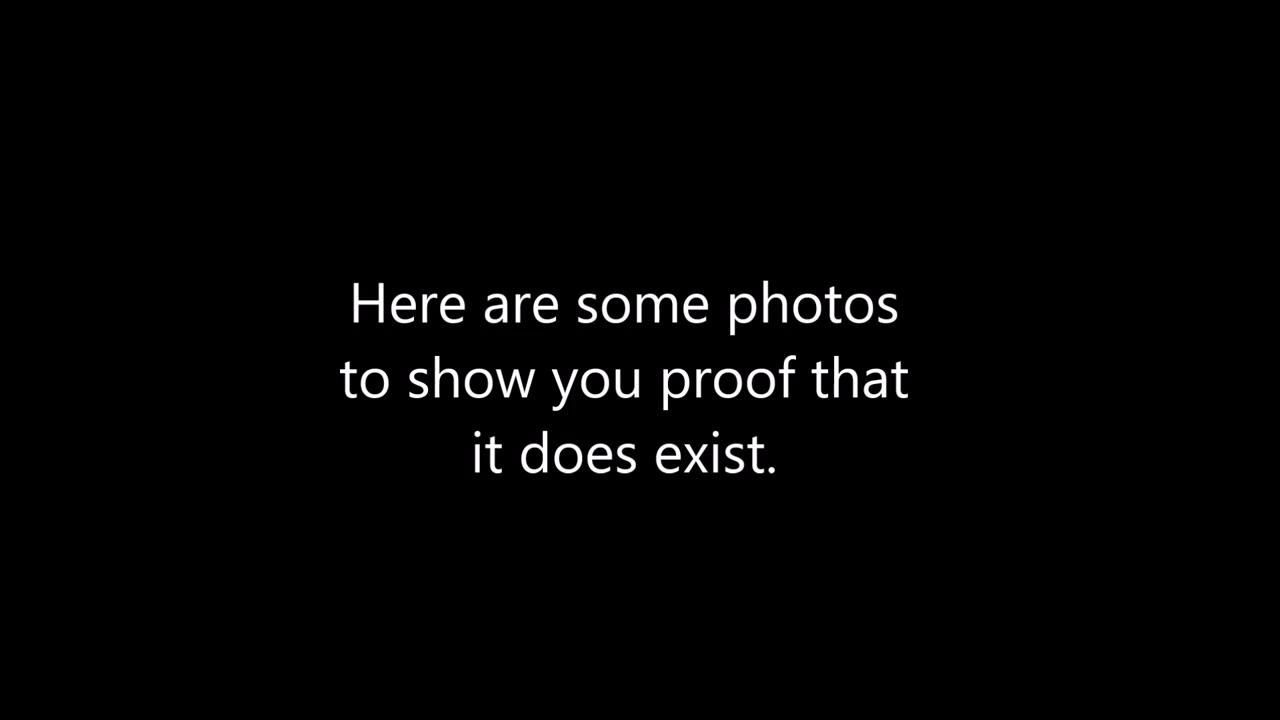 Here are some photos
to show you proof that
it does exist.